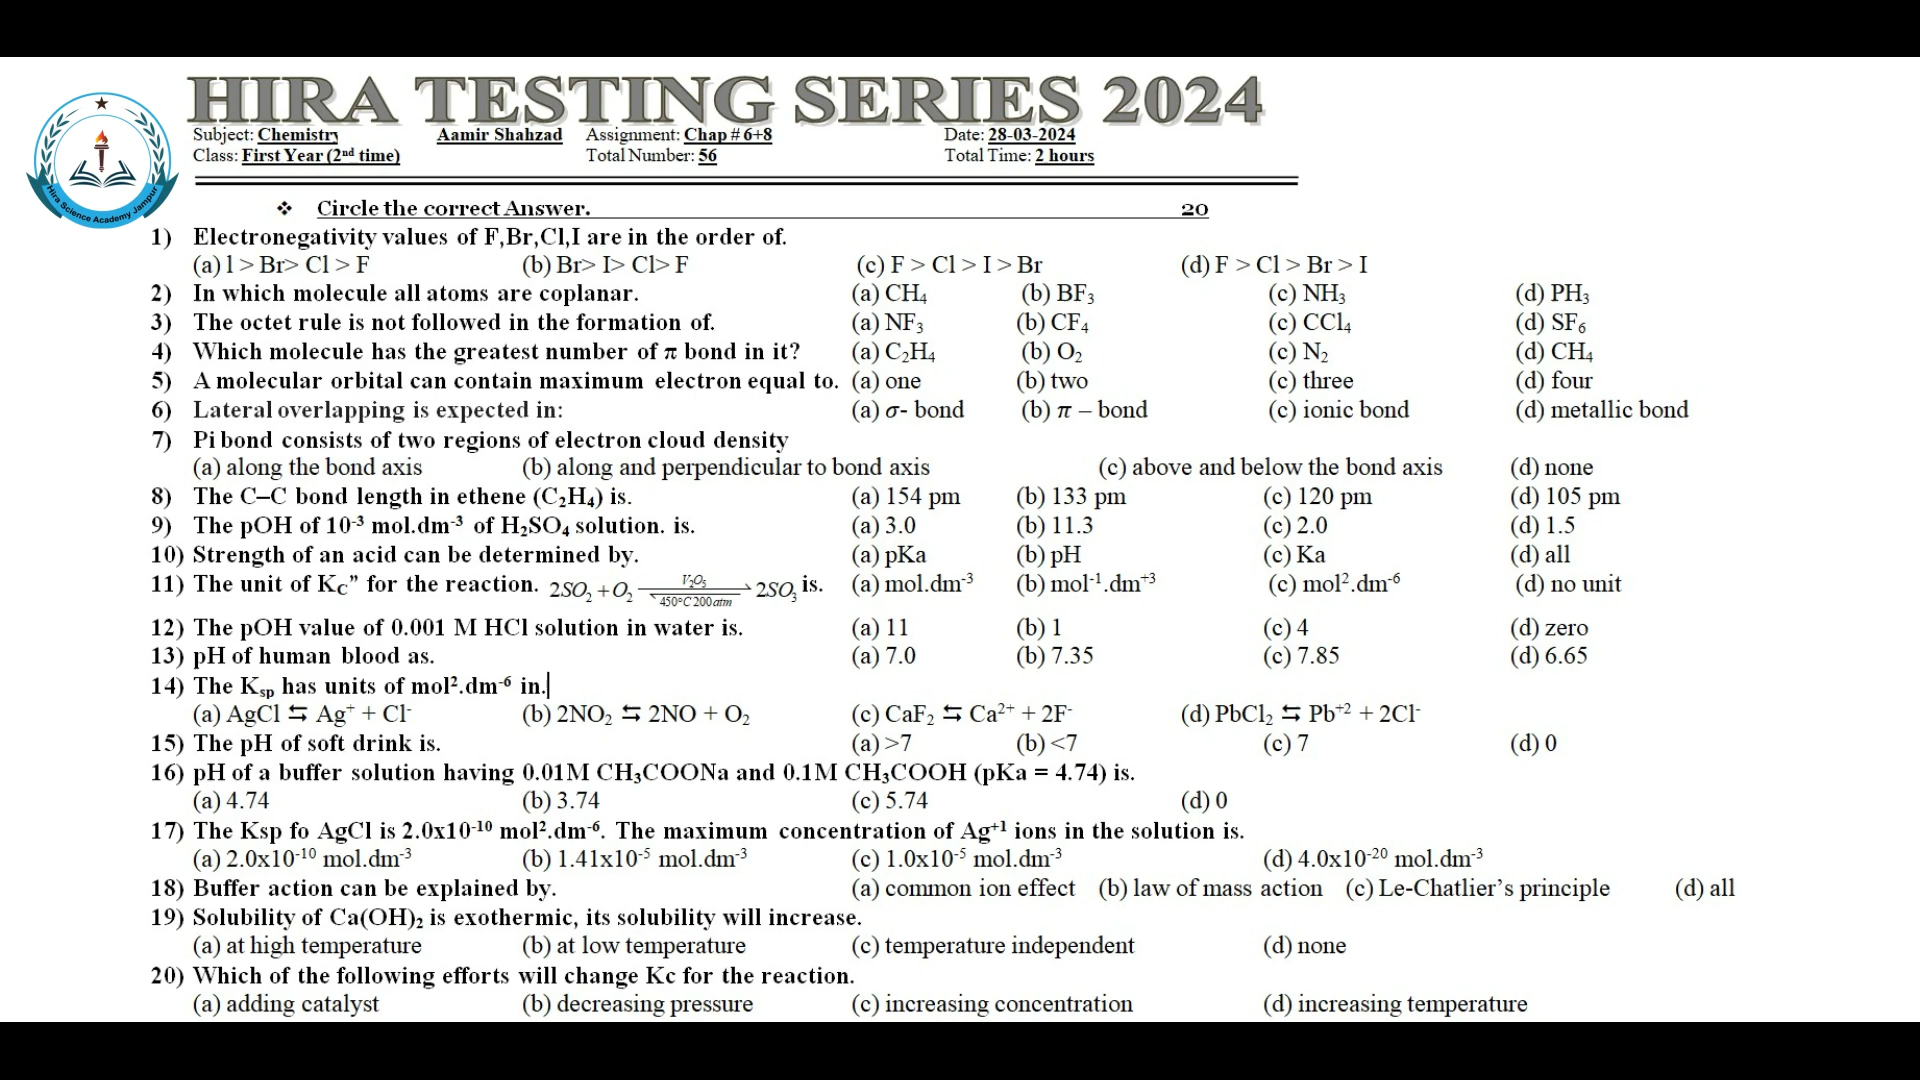 HIRA TESTING SERIES 2024
Subject: Chemistry Aamir Shahzad Assignment: Chap # 6+8 Date: 28-03-2024
Class: First Year (2nd time) Total Number: 56 Total Time: 2 hours
Hira Science Academy Jampur
❖ Circle the correct Answer. 20
1) Electronegativity values of F,Br,Cl,I are in the order of.
(a) l > Br> Cl > F (b) Br> I> Cl> F (c) F > Cl > I > Br (d) F > Cl > Br > I
2) In which molecule all atoms are coplanar. (a) CH₄ (b) BF₃ (c) NH₃ (d) PH₃
3) The octet rule is not followed in the formation of. (a) NF₃ (b) CF₄ (c) CCl₄ (d) SF₆
4) Which molecule has the greatest number of π bond in it? (a) C₂H₄ (b) O₂ (c) N₂ (d) CH₄
5) A molecular orbital can contain maximum electron equal to. (a) one (b) two (c) three (d) four
6) Lateral overlapping is expected in: (a) σ- bond (b) π – bond (c) ionic bond (d) metallic bond
7) Pi bond consists of two regions of electron cloud density
(a) along the bond axis (b) along and perpendicular to bond axis (c) above and below the bond axis (d) none
8) The C–C bond length in ethene (C₂H₄) is. (a) 154 pm (b) 133 pm (c) 120 pm (d) 105 pm
9) The pOH of 10⁻³ mol.dm⁻³ of H₂SO₄ solution. is. (a) 3.0 (b) 11.3 (c) 2.0 (d) 1.5
10) Strength of an acid can be determined by. (a) pKa (b) pH (c) Ka (d) all
11) The unit of Kc” for the reaction. 2SO₂ + O₂ ⇌ (V₂O₅, 450°C 200 atm) 2SO₃ is. (a) mol.dm⁻³ (b) mol⁻¹.dm⁺³ (c) mol².dm⁻⁶ (d) no unit
12) The pOH value of 0.001 M HCl solution in water is. (a) 11 (b) 1 (c) 4 (d) zero
13) pH of human blood as. (a) 7.0 (b) 7.35 (c) 7.85 (d) 6.65
14) The Kₛₚ has units of mol².dm⁻⁶ in.
(a) AgCl ⇆ Ag⁺ + Cl⁻ (b) 2NO₂ ⇆ 2NO + O₂ (c) CaF₂ ⇆ Ca²⁺ + 2F⁻ (d) PbCl₂ ⇆ Pb⁺² + 2Cl⁻
15) The pH of soft drink is. (a) >7 (b) <7 (c) 7 (d) 0
16) pH of a buffer solution having 0.01M CH₃COONa and 0.1M CH₃COOH (pKa = 4.74) is.
(a) 4.74 (b) 3.74 (c) 5.74 (d) 0
17) The Ksp fo AgCl is 2.0x10⁻¹⁰ mol².dm⁻⁶. The maximum concentration of Ag⁺¹ ions in the solution is.
(a) 2.0x10⁻¹⁰ mol.dm⁻³ (b) 1.41x10⁻⁵ mol.dm⁻³ (c) 1.0x10⁻⁵ mol.dm⁻³ (d) 4.0x10⁻²⁰ mol.dm⁻³
18) Buffer action can be explained by. (a) common ion effect (b) law of mass action (c) Le-Chatlier’s principle (d) all
19) Solubility of Ca(OH)₂ is exothermic, its solubility will increase.
(a) at high temperature (b) at low temperature (c) temperature independent (d) none
20) Which of the following efforts will change Kc for the reaction.
(a) adding catalyst (b) decreasing pressure (c) increasing concentration (d) increasing temperature